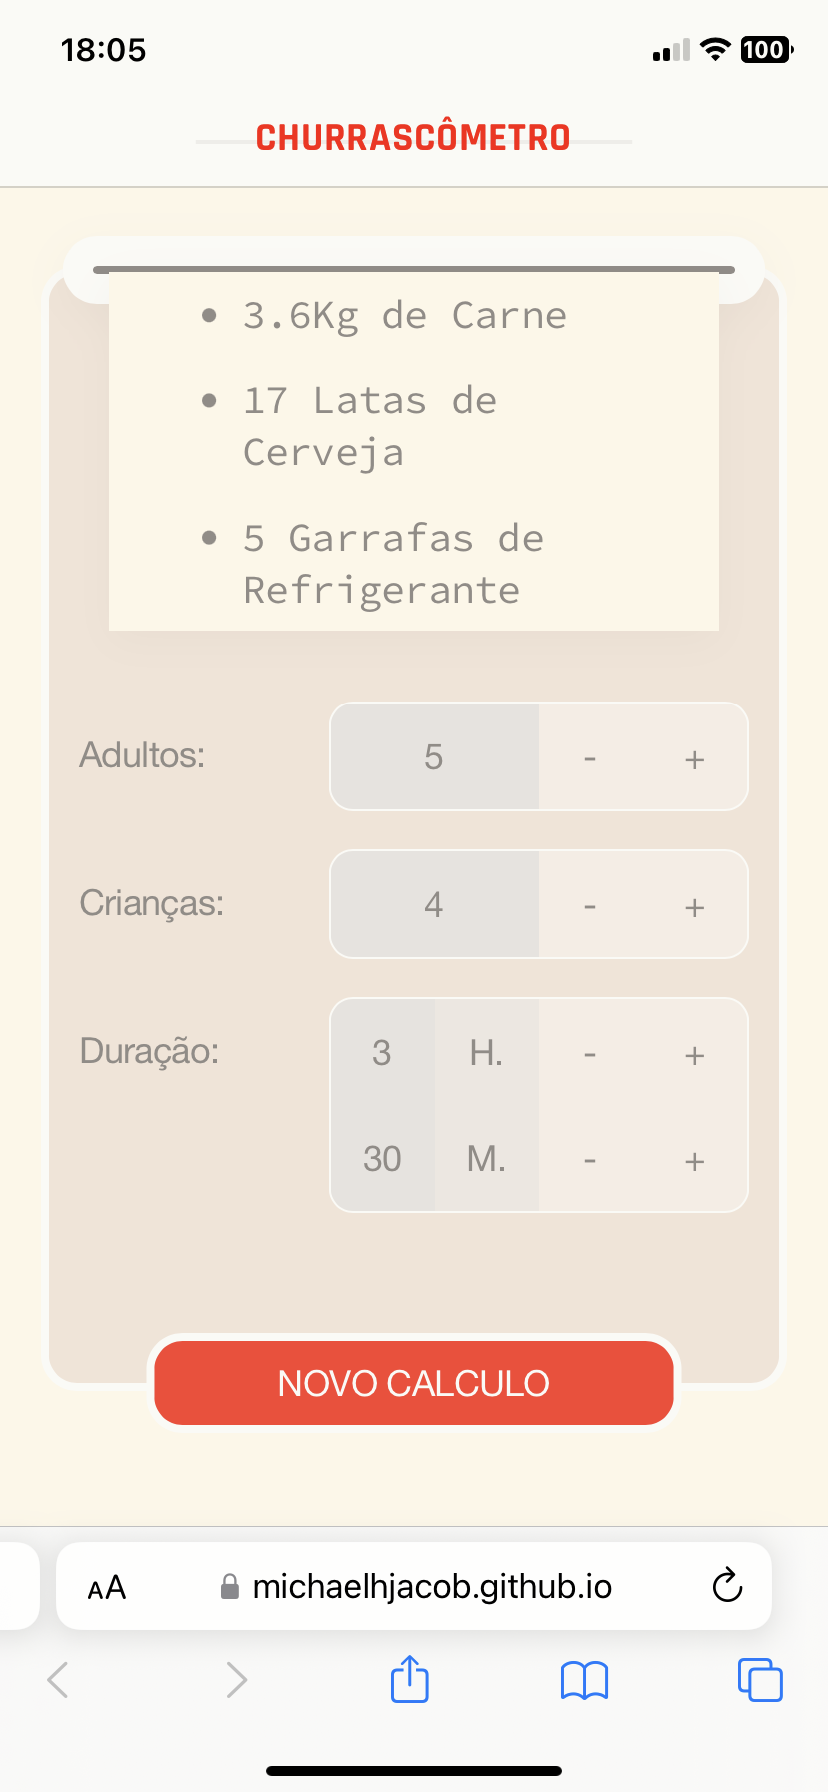 18:05
100
CHURRASCÔMETRO
• 3.6Kg de Carne
• 17 Latas de
Cerveja
• 5 Garrafas de
Refrigerante
Adultos: 5 - +
Crianças: 4 - +
Duração: 3 H. - +
30 M. - +
NOVO CALCULO
AA michaelhjacob.github.io